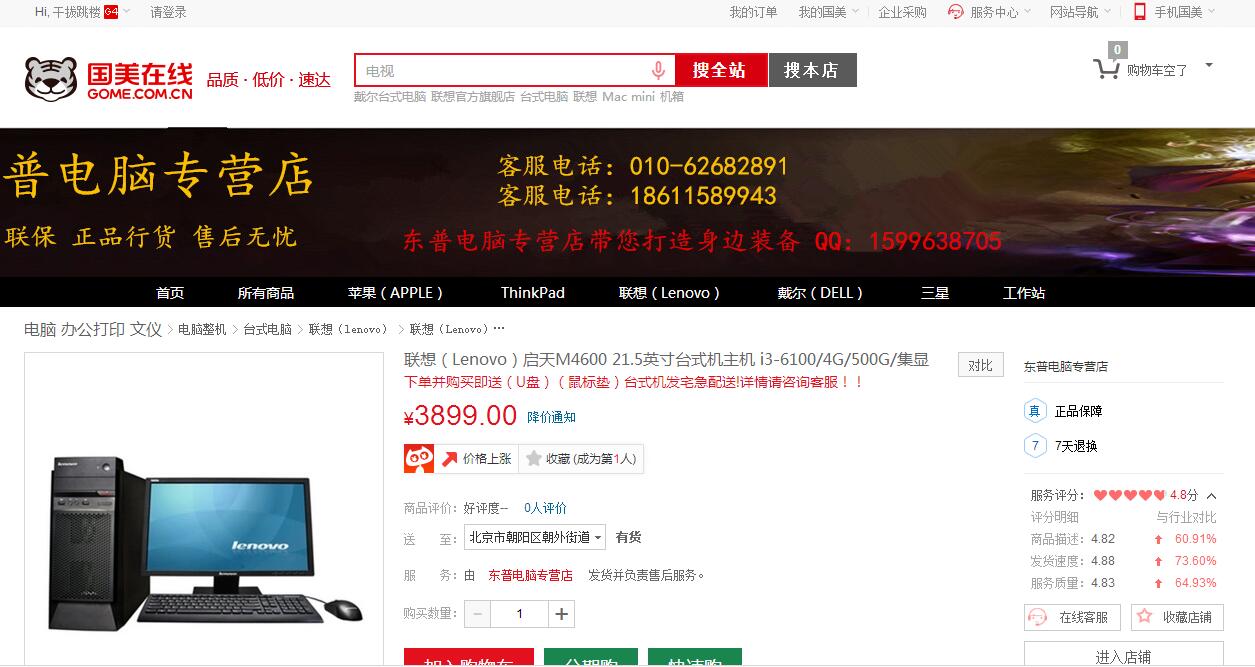 Hi, 干拔跳楼 G4 请登录 我的订单 我的国美 企业采购 服务中心 网站导航 手机国美
国美在线
GOME.COM.CN
品质 · 低价 · 速达
电视 搜全站 搜本店
0
购物车空了
戴尔台式电脑 联想官方旗舰店 台式电脑 联想 Mac mini 机箱
普电脑专营店
客服电话：010-62682891
客服电话：18611589943
联保 正品行货 售后无忧
东普电脑专营店带您打造身边装备 QQ：1599638705
首页 所有商品 苹果（APPLE） ThinkPad 联想（Lenovo） 戴尔（DELL） 三星 工作站
电脑 办公打印 文仪 > 电脑整机 > 台式电脑 > 联想（lenovo） > 联想（Lenovo）···
联想（Lenovo）启天M4600 21.5英寸台式机主机 i3-6100/4G/500G/集显
对比
下单并购买即送（U盘）（鼠标垫）台式机发宅急配送!详情请咨询客服！！
¥3899.00 降价通知
价格上涨 收藏 (成为第1人)
商品评价： 好评度-- 0人评价
送 至： 北京市朝阳区朝外街道 有货
服 务： 由 东普电脑专营店 发货并负责售后服务。
购买数量： − 1 +
加入购物车 分期购 快速购
lenovo
东普电脑专营店
真 正品保障
7 7天退换
服务评分： 4.8分
评分明细 与行业对比
商品描述： 4.82 60.91%
发货速度： 4.88 73.60%
服务质量： 4.83 64.93%
在线客服 收藏店铺
进入店铺